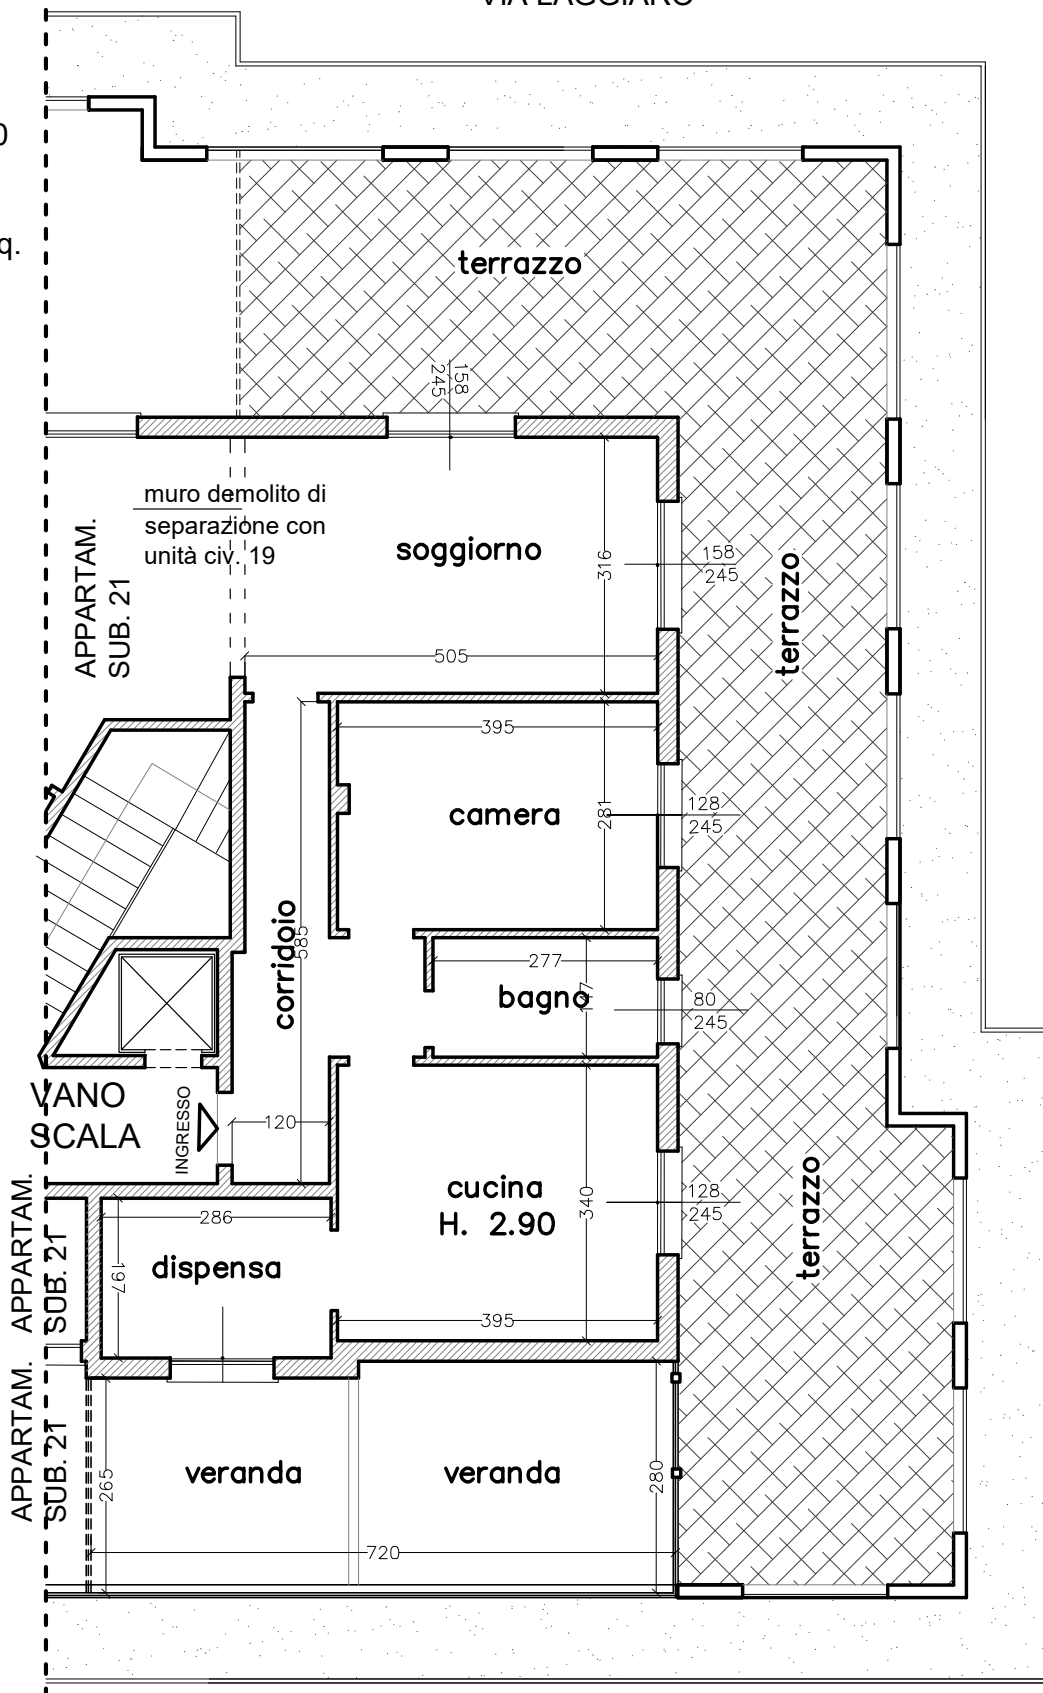 terrazzo
158
245
muro demolito di
separazione con
unità civ. 19
APPARTAM.
SUB. 21
soggiorno
316
158
245
terrazzo
505
395
camera
281
128
245
corridoio
585
277
bagno
80
245
VANO
SCALA
INGRESSO
120
cucina
H. 2.90
340
128
245
terrazzo
286
dispensa
197
395
APPARTAM.
SUB. 21
APPARTAM.
SUB. 21
veranda
veranda
265
280
720